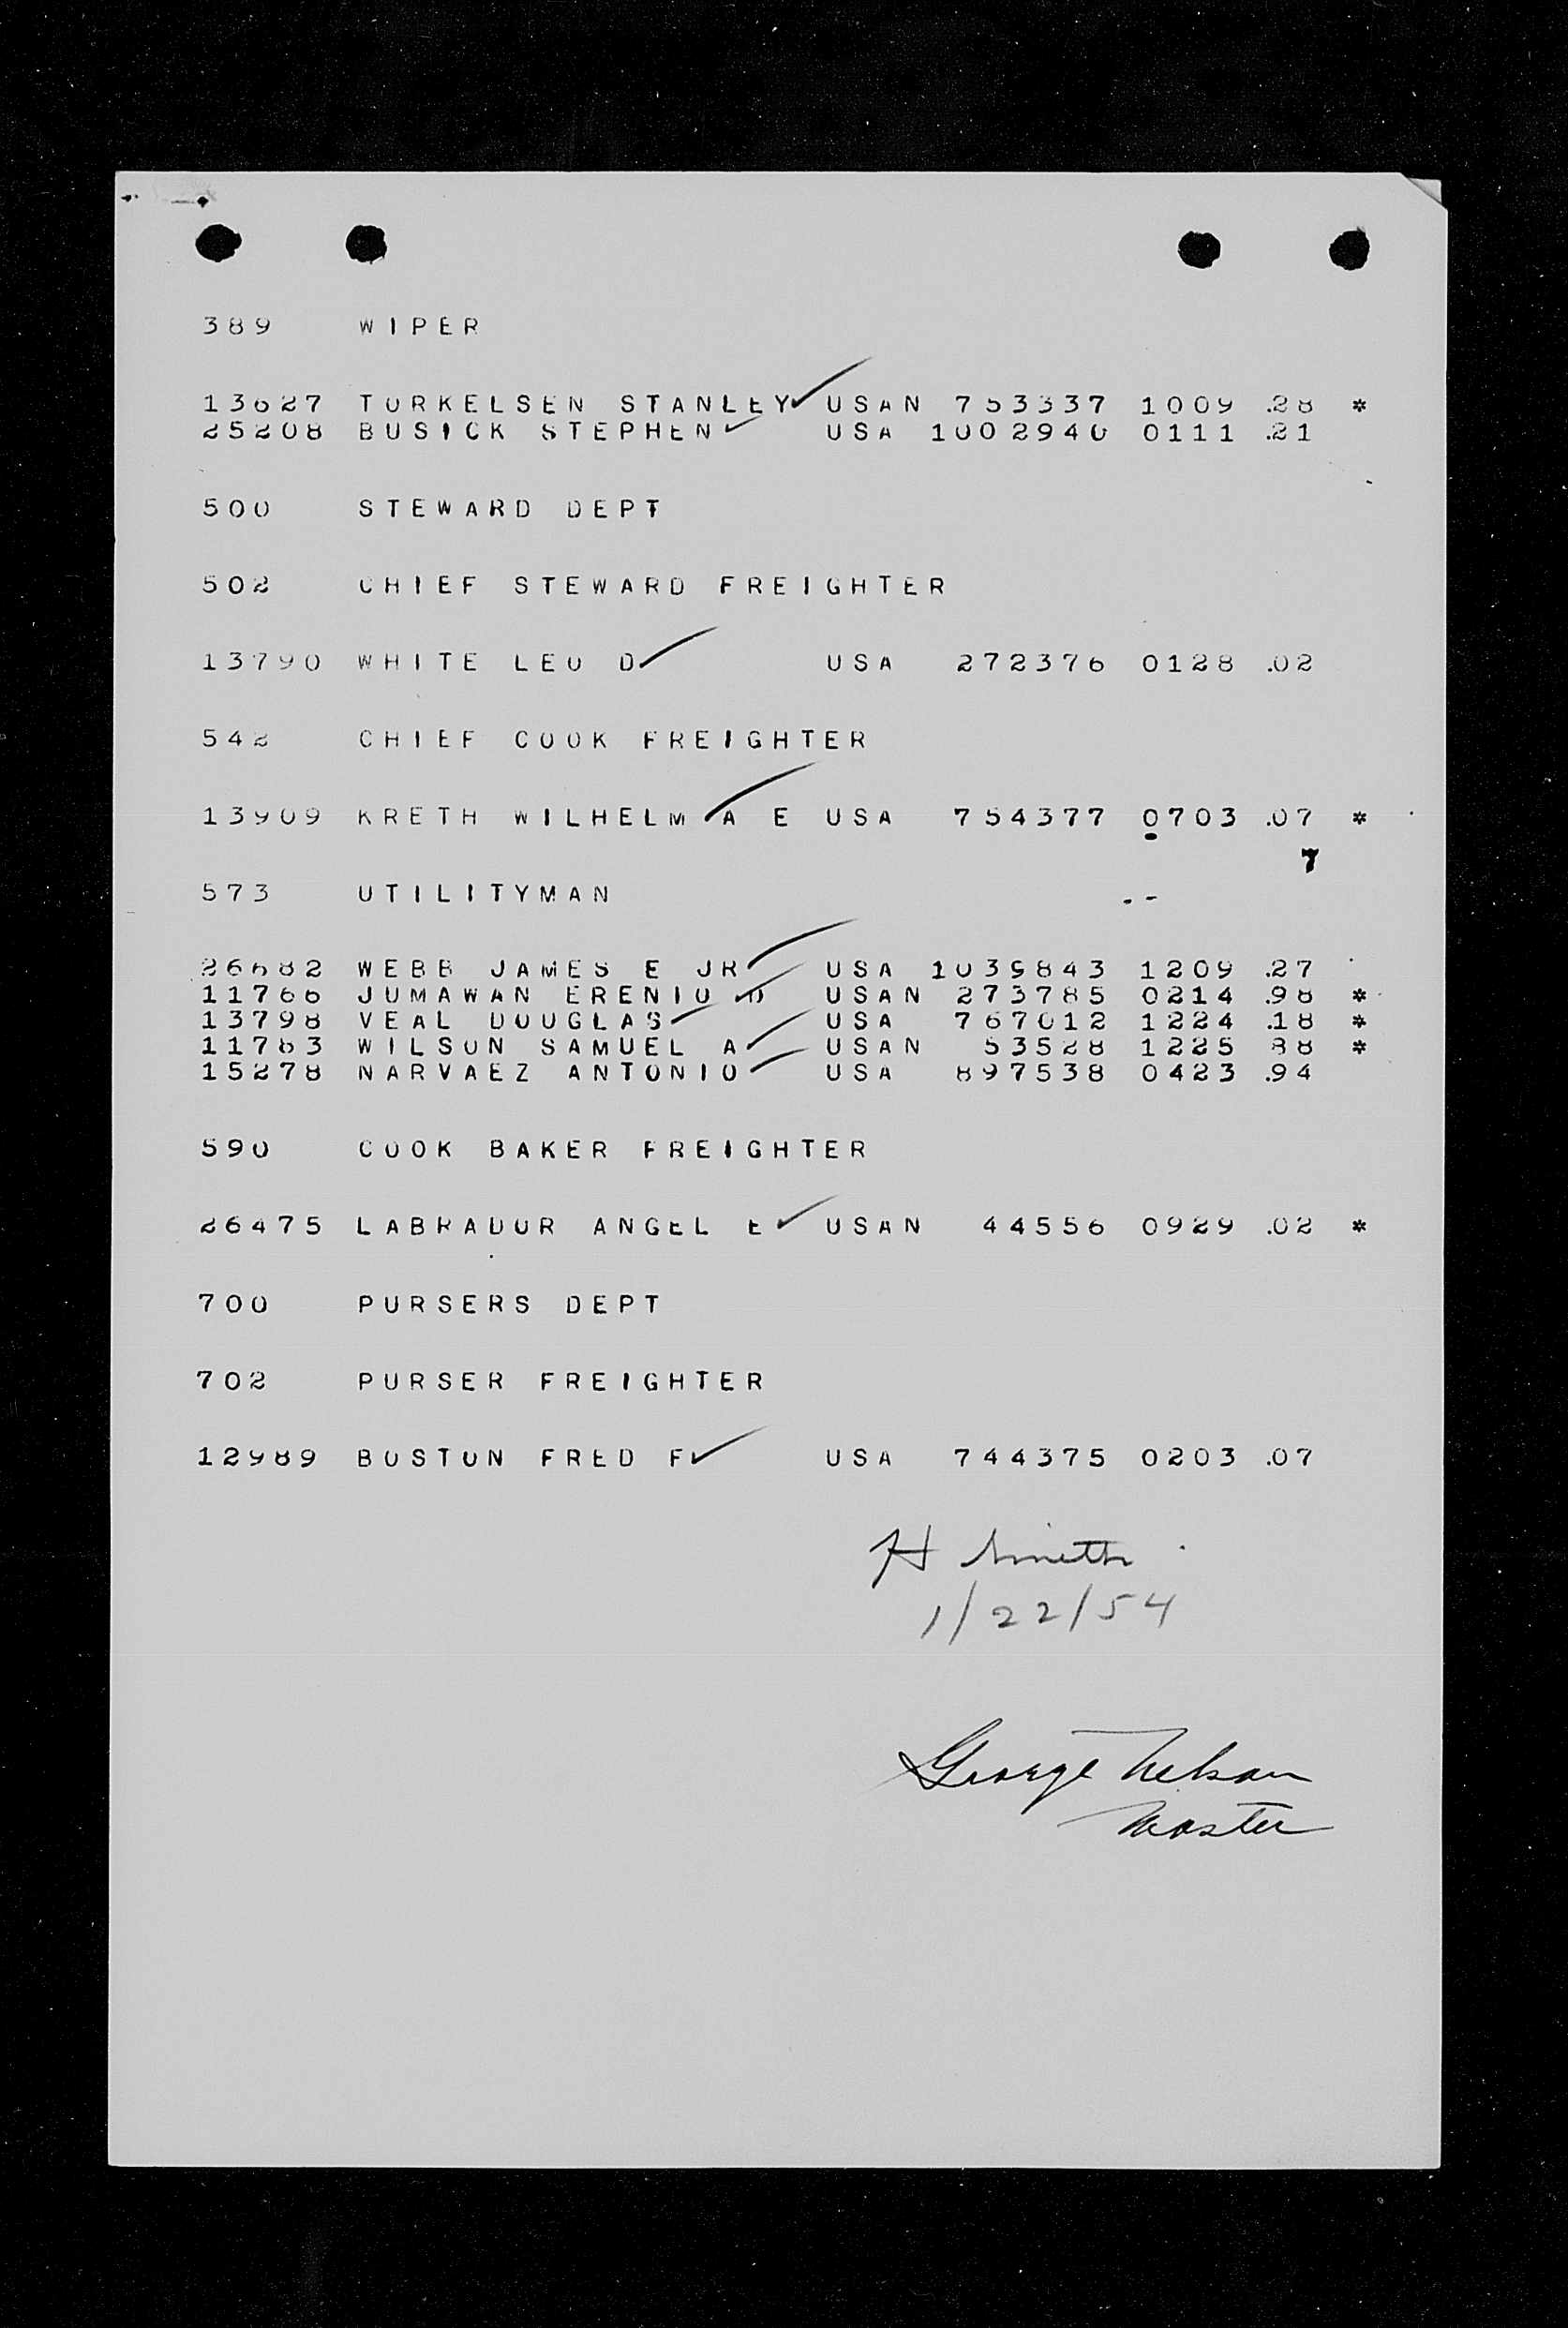 389 WIPER
13627 TORKELSEN STANLEY USAN 753337 1009 .28 *
25208 BUSICK STEPHEN USA 1002940 0111 .21
500 STEWARD DEPT
502 CHIEF STEWARD FREIGHTER
13790 WHITE LEO D USA 272376 0128 .02
542 CHIEF COOK FREIGHTER
13909 KRETH WILHELM A E USA 754377 0703 .07 *
7
573 UTILITYMAN
26682 WEBB JAMES E JR USA 1039843 1209 .27
11766 JUMAWAN ERENIO D USAN 273785 0214 .98 *
13798 VEAL DOUGLAS USA 767012 1224 .18 *
11763 WILSON SAMUEL A USAN 53528 1225 88 *
15278 NARVAEZ ANTONIO USA 897538 0423 .94
590 COOK BAKER FREIGHTER
26475 LABRADOR ANGEL E USAN 44556 0929 .02 *
700 PURSERS DEPT
702 PURSER FREIGHTER
12989 BOSTON FRED F USA 744375 0203 .07
H Smith
1/22/54
George Nelson
Master